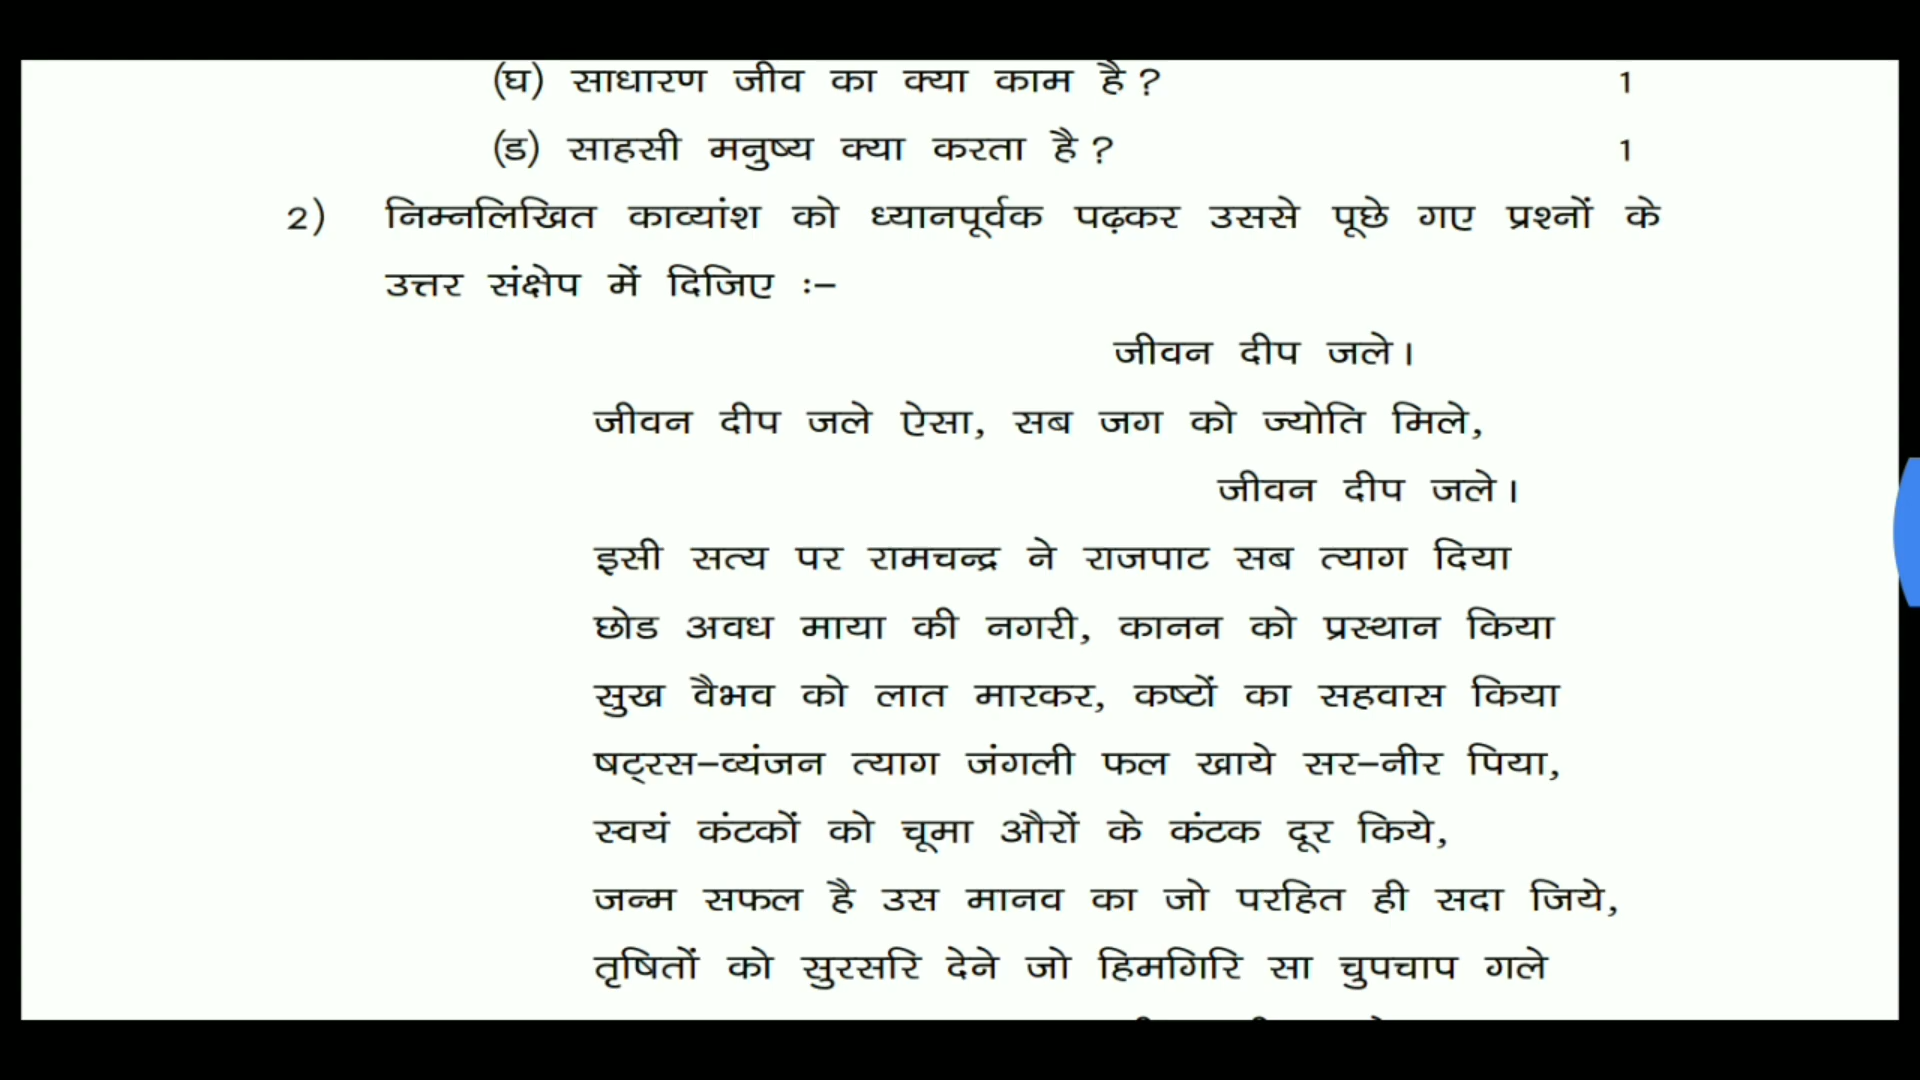 (घ) साधारण जीव का क्या काम है ? 1
(ड) साहसी मनुष्य क्या करता है ? 1
2) निम्नलिखित काव्यांश को ध्यानपूर्वक पढ़कर उससे पूछे गए प्रश्नों के
उत्तर संक्षेप में दिजिए :–
जीवन दीप जले।
जीवन दीप जले ऐसा, सब जग को ज्योति मिले,
जीवन दीप जले।
इसी सत्य पर रामचन्द्र ने राजपाट सब त्याग दिया
छोड अवध माया की नगरी, कानन को प्रस्थान किया
सुख वैभव को लात मारकर, कष्टों का सहवास किया
षट्रस–व्यंजन त्याग जंगली फल खाये सर–नीर पिया,
स्वयं कंटकों को चूमा औरों के कंटक दूर किये,
जन्म सफल है उस मानव का जो परहित ही सदा जिये,
तृषितों को सुरसरि देने जो हिमगिरि सा चुपचाप गले